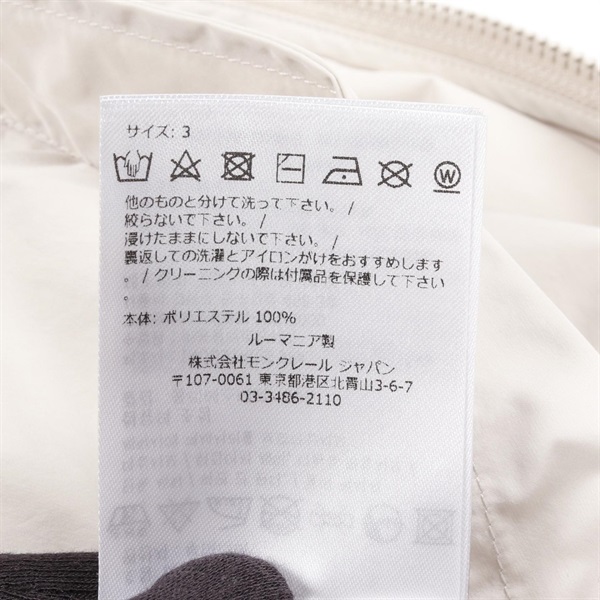 サイズ: 3
W
他のものと分けて洗って下さい。/
絞らないで下さい。/
浸けたままにしないで下さい。/
裏返しての洗濯とアイロンがけをおすすめします
。/ クリーニングの際は付属品を保護して下さい
。
本体: ポリエステル 100%
ルーマニア製
株式会社モンクレール ジャパン
〒107-0061 東京都港区北青山3-6-7
03-3486-2110